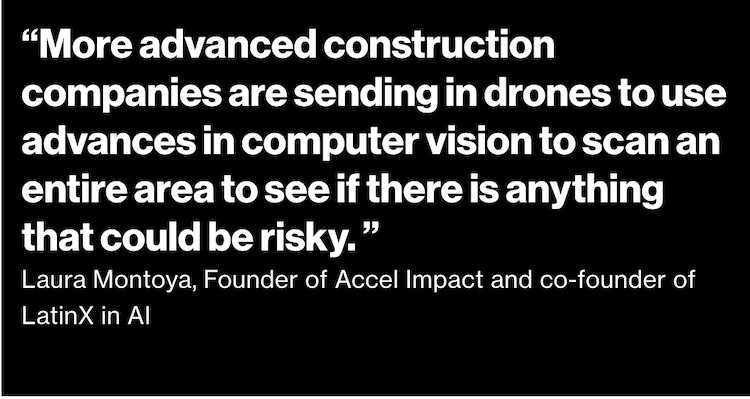 “More advanced construction
companies are sending in drones to use
advances in computer vision to scan an
entire area to see if there is anything
that could be risky. ”
Laura Montoya, Founder of Accel Impact and co-founder of
LatinX in AI